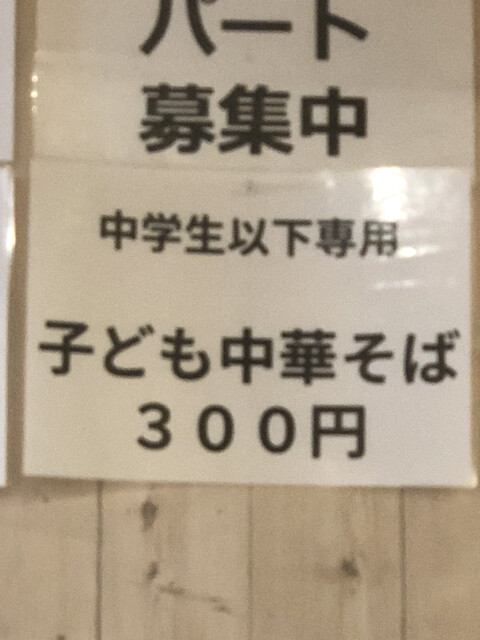 パート
募集中
中学生以下専用
子ども中華そば
３００円